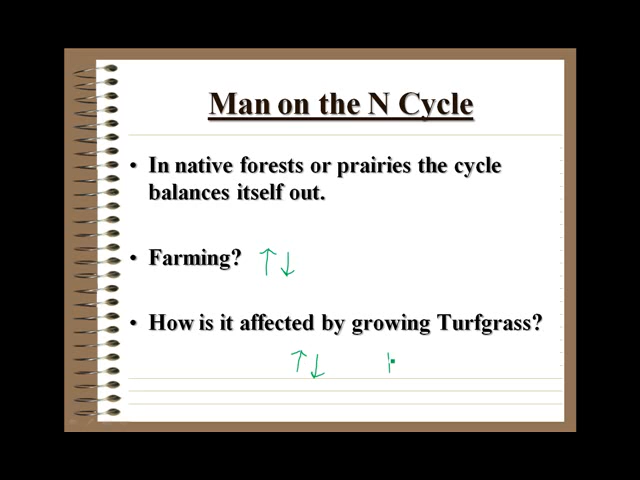 Man on the N Cycle
• In native forests or prairies the cycle
balances itself out.
• Farming? ↑↓
• How is it affected by growing Turfgrass?
↑↓